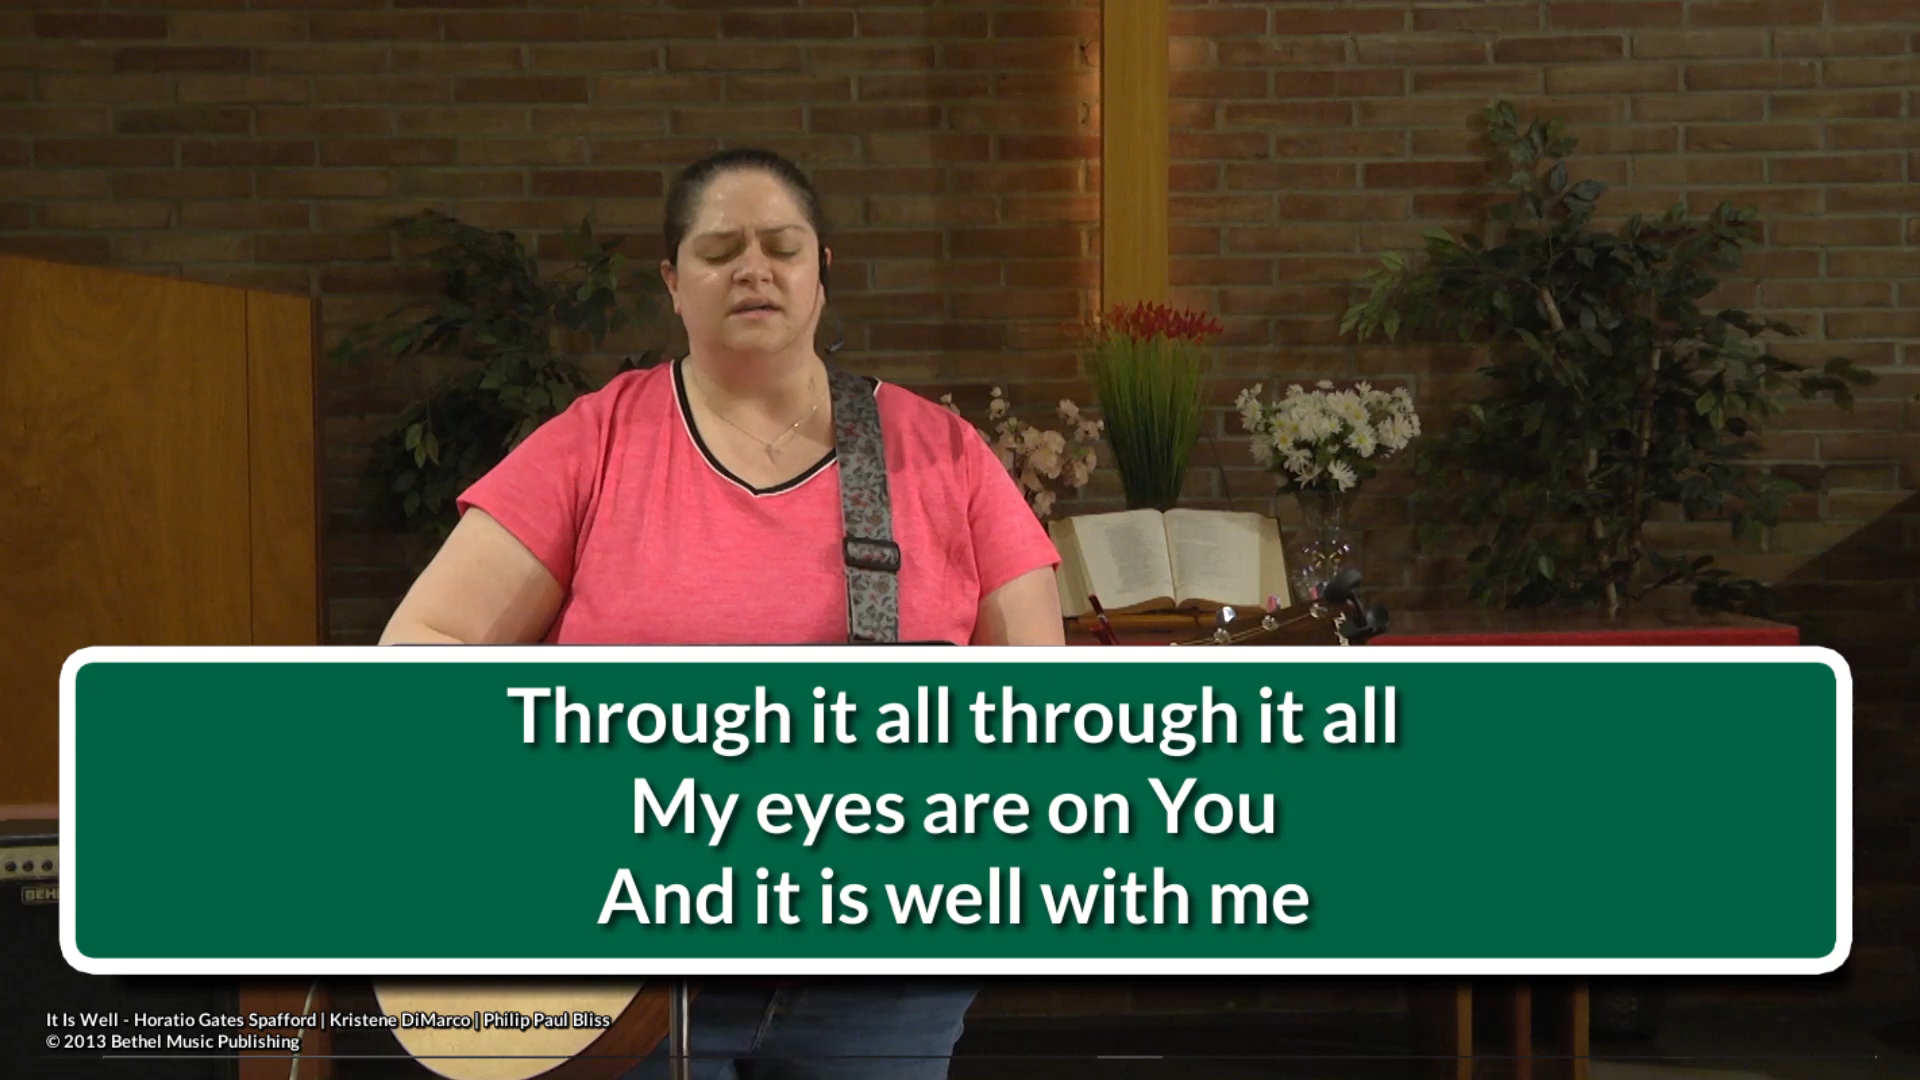 Through it all through it all
My eyes are on You
And it is well with me
It Is Well - Horatio Gates Spafford | Kristene DiMarco | Philip Paul Bliss
© 2013 Bethel Music Publishing